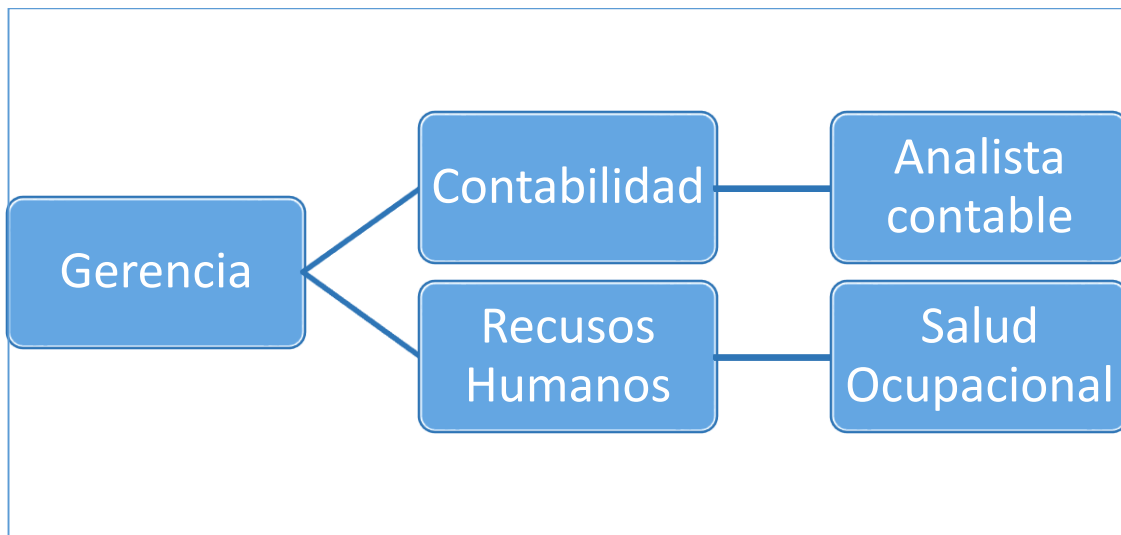 Gerencia
Contabilidad
Analista
contable
Recusos
Humanos
Salud
Ocupacional